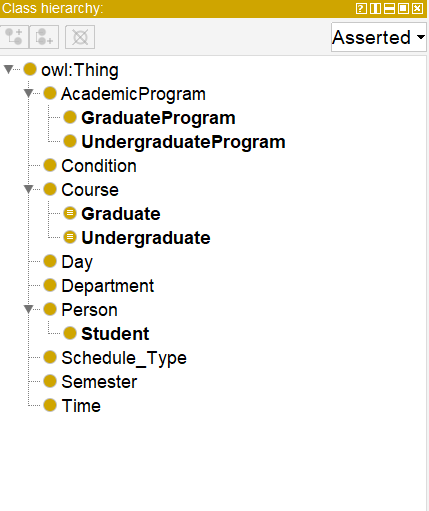 Class hierarchy:
Asserted
owl:Thing
AcademicProgram
GraduateProgram
UndergraduateProgram
Condition
Course
Graduate
Undergraduate
Day
Department
Person
Student
Schedule_Type
Semester
Time